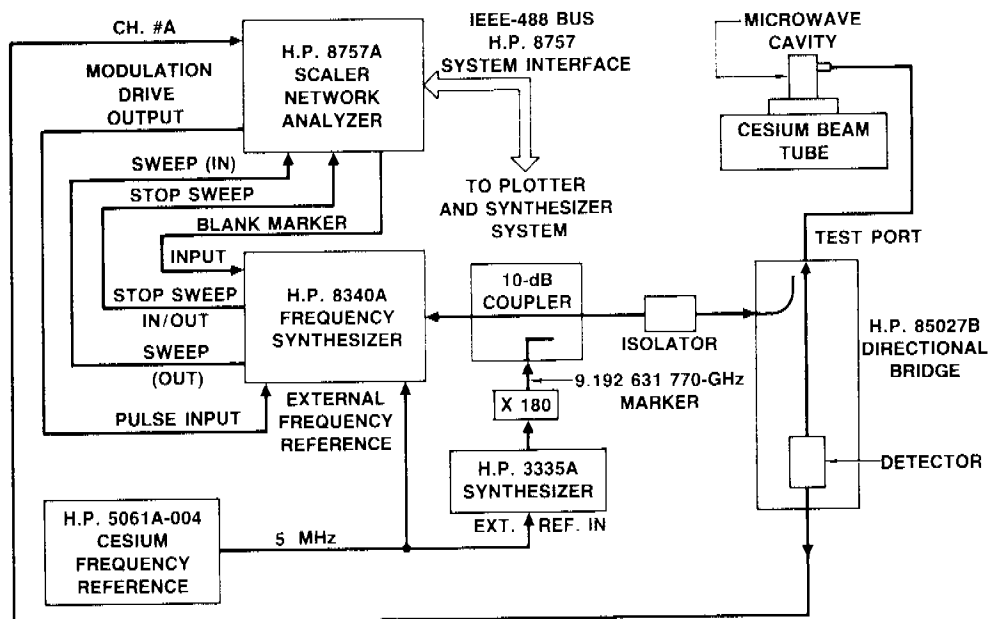 CH. #A
MODULATION
DRIVE
OUTPUT
SWEEP (IN)
STOP SWEEP
BLANK MARKER
INPUT
STOP SWEEP
IN/OUT
SWEEP
(OUT)
PULSE INPUT
H.P. 8757A
SCALER
NETWORK
ANALYZER
IEEE-488 BUS
H.P. 8757
SYSTEM INTERFACE
TO PLOTTER
AND SYNTHESIZER
SYSTEM
MICROWAVE
CAVITY
CESIUM BEAM
TUBE
TEST PORT
H.P. 8340A
FREQUENCY
SYNTHESIZER
10-dB
COUPLER
ISOLATOR
H.P. 85027B
DIRECTIONAL
BRIDGE
9.192 631 770-GHz
MARKER
X 180
EXTERNAL
FREQUENCY
REFERENCE
H.P. 3335A
SYNTHESIZER
DETECTOR
EXT. REF. IN
H.P. 5061A-004
CESIUM
FREQUENCY
REFERENCE
5 MHz